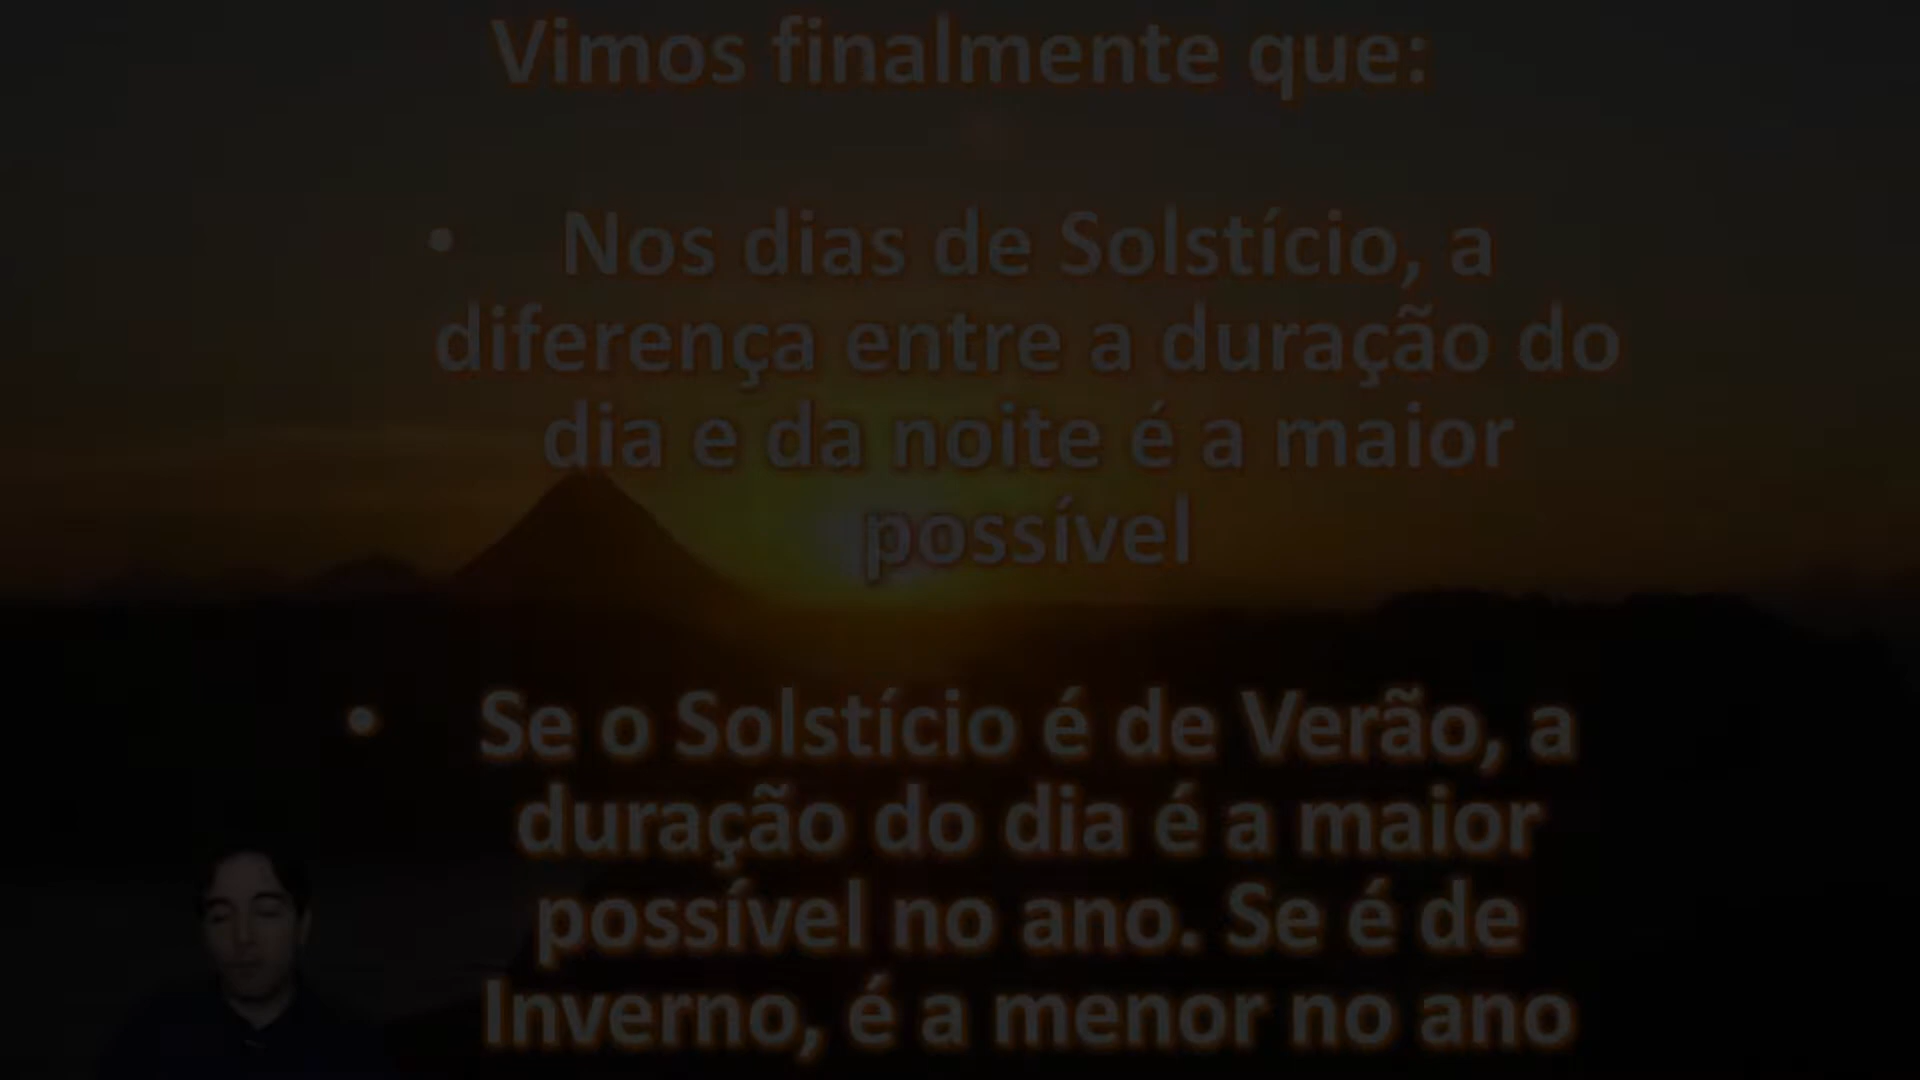 Vimos finalmente que:
• Nos dias de Solstício, a
diferença entre a duração do
dia e da noite é a maior
possível
• Se o Solstício é de Verão, a
duração do dia é a maior
possível no ano. Se é de
Inverno, é a menor no ano